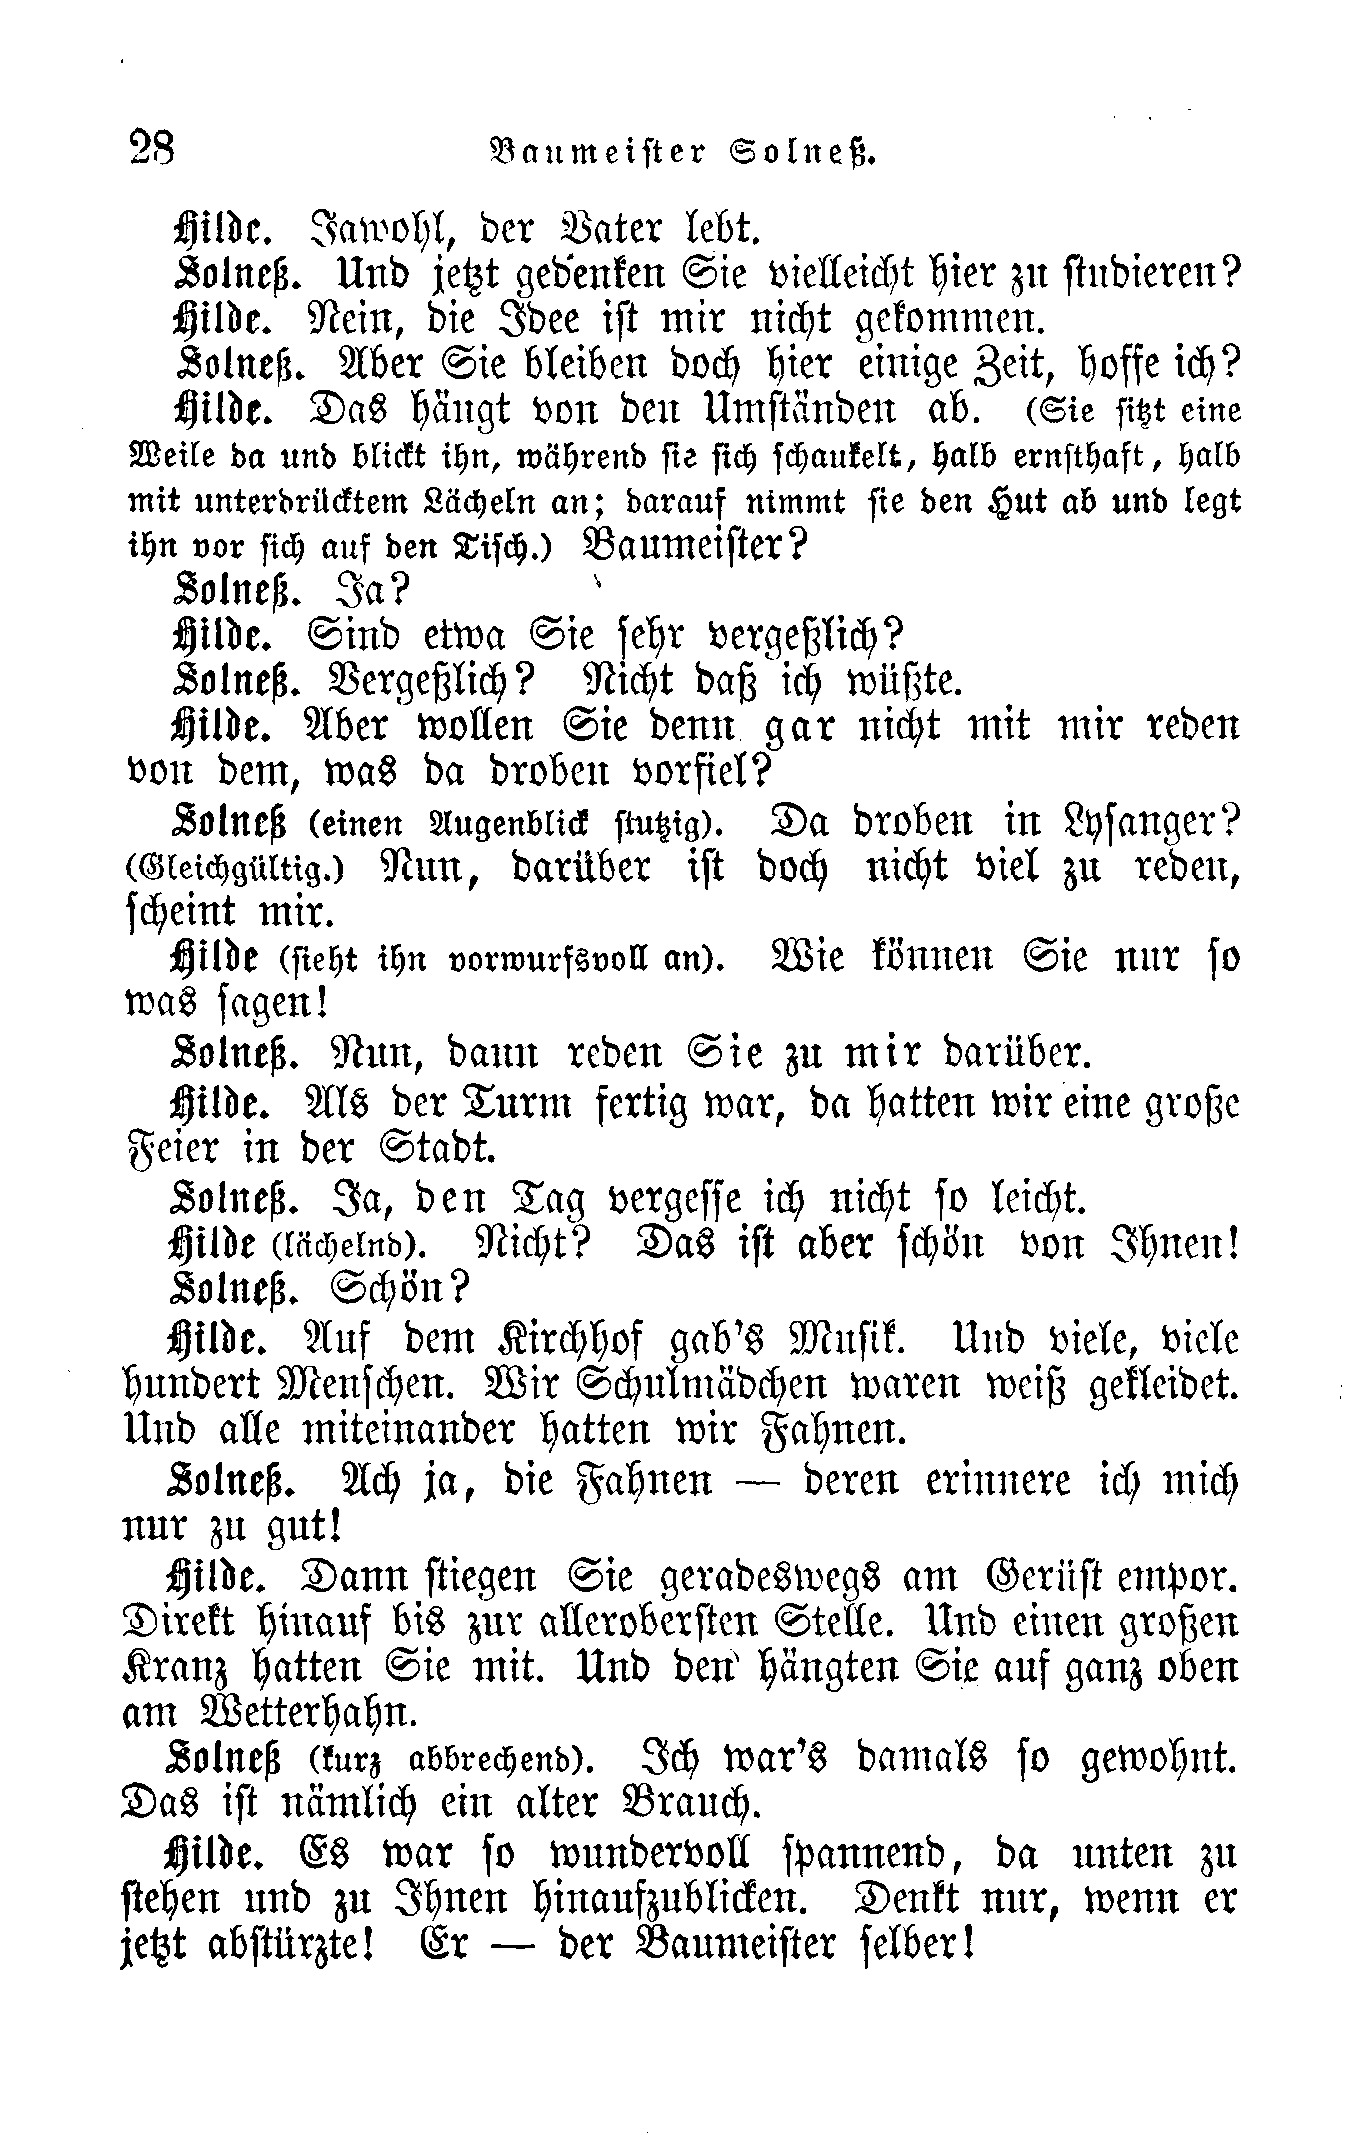 28 Baumeister Solneß.
Hilde. Jawohl, der Vater lebt.
Solneß. Und jetzt gedenken Sie vielleicht hier zu studieren?
Hilde. Nein, die Idee ist mir nicht gekommen.
Solneß. Aber Sie bleiben doch hier einige Zeit, hoffe ich?
Hilde. Das hängt von den Umständen ab. (Sie sitzt eine
Weile da und blickt ihn, während sie sich schaukelt, halb ernsthaft, halb
mit unterdrücktem Lächeln an; darauf nimmt sie den Hut ab und legt
ihn vor sich auf den Tisch.) Baumeister?
Solneß. Ja?
Hilde. Sind etwa Sie sehr vergeßlich?
Solneß. Vergeßlich? Nicht daß ich wüßte.
Hilde. Aber wollen Sie denn gar nicht mit mir reden
von dem, was da droben vorfiel?
Solneß (einen Augenblick stutzig). Da droben in Lysanger?
(Gleichgültig.) Nun, darüber ist doch nicht viel zu reden,
scheint mir.
Hilde (sieht ihn vorwurfsvoll an). Wie können Sie nur so
was sagen!
Solneß. Nun, dann reden Sie zu mir darüber.
Hilde. Als der Turm fertig war, da hatten wir eine große
Feier in der Stadt.
Solneß. Ja, den Tag vergesse ich nicht so leicht.
Hilde (lächelnd). Nicht? Das ist aber schön von Ihnen!
Solneß. Schön?
Hilde. Auf dem Kirchhof gab's Musik. Und viele, viele
hundert Menschen. Wir Schulmädchen waren weiß gekleidet.
Und alle miteinander hatten wir Fahnen.
Solneß. Ach ja, die Fahnen — deren erinnere ich mich
nur zu gut!
Hilde. Dann stiegen Sie geradeswegs am Gerüst empor.
Direkt hinauf bis zur allerobersten Stelle. Und einen großen
Kranz hatten Sie mit. Und den hängten Sie auf ganz oben
am Wetterhahn.
Solneß (kurz abbrechend). Ich war's damals so gewohnt.
Das ist nämlich ein alter Brauch.
Hilde. Es war so wundervoll spannend, da unten zu
stehen und zu Ihnen hinaufzublicken. Denkt nur, wenn er
jetzt abstürzte! Er — der Baumeister selber!